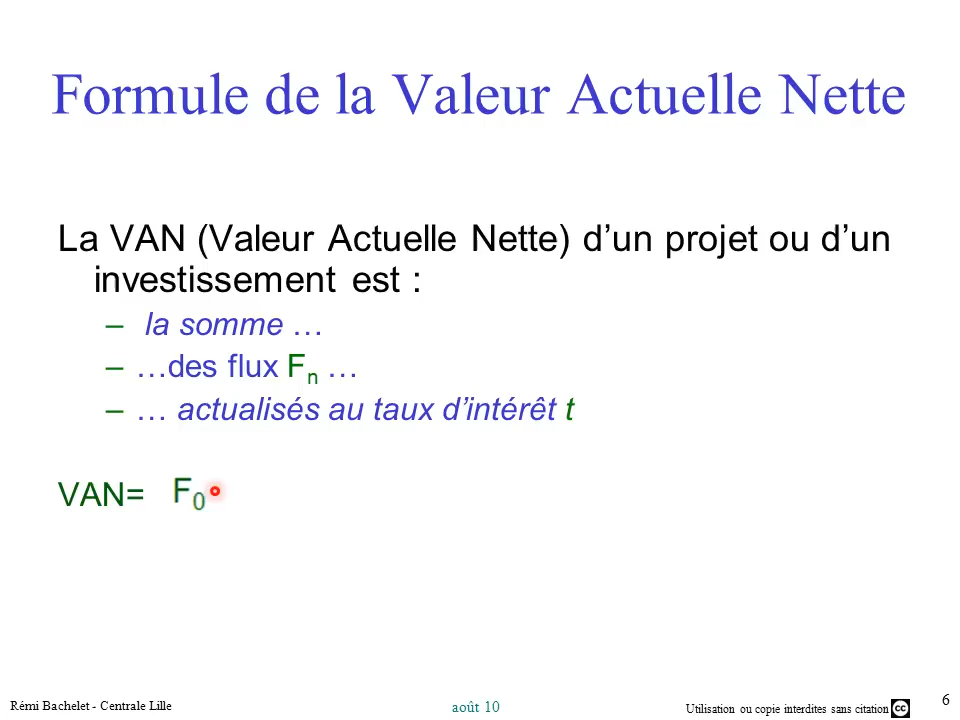 Formule de la Valeur Actuelle Nette
La VAN (Valeur Actuelle Nette) d’un projet ou d’un
investissement est :
– la somme …
– …des flux Fn …
– … actualisés au taux d’intérêt t
VAN= F0
Rémi Bachelet - Centrale Lille
août 10
Utilisation ou copie interdites sans citation
cc
6